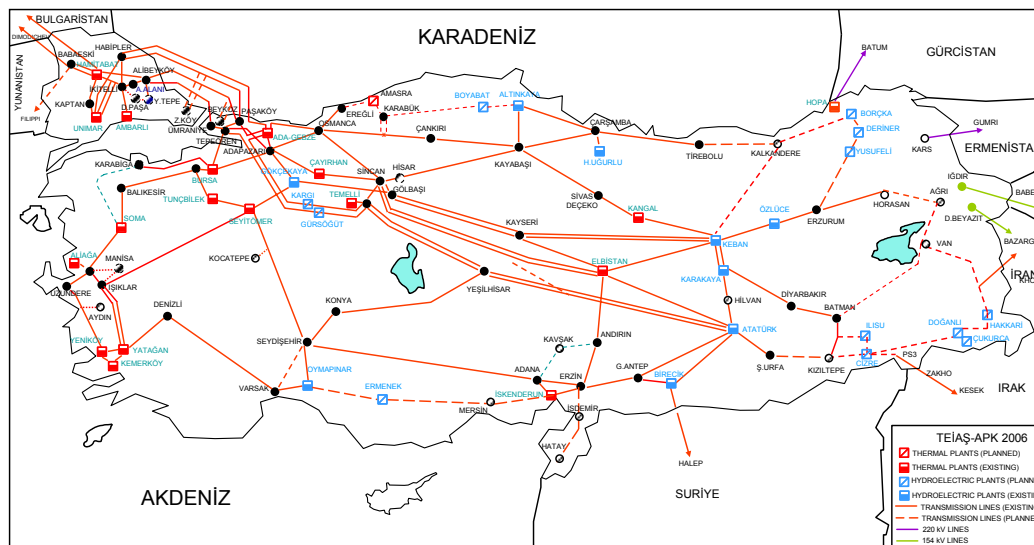 BULGARİSTAN
DIMODICHEV
YUNANİSTAN
FILIPPI
KARADENİZ
GÜRCİSTAN
BATUM
GUMRI
ERMENİSTA
IĞDIR
BABE
D.BEYAZIT
BAZARG
İRAN
KHO
BABAESKİ
HAMİTABAT
HABİPLER
ALİBEYKÖY
İKİTELLİ
A.ALANI
D.PAŞA
Y.TEPE
KAPTAN
UNIMAR
AMBARLI
Z.KÖY
BEYKOZ
PAŞAKÖY
ÜMRANİYE
TEPEÖREN
ADA-GEBZE
ADAPAZARI
OSMANCA
EREĞLİ
AMASRA
KARABÜK
BOYABAT
ALTINKAYA
ÇARŞAMBA
ÇANKIRI
KAYABAŞI
H.UĞURLU
TİREBOLU
KALKANDERE
HOPA
BORÇKA
DERİNER
YUSUFELİ
KARS
KARABİGA
BALIKESİR
BURSA
TUNÇBİLEK
SEYİTÖMER
GÖKÇEKAYA
ÇAYIRHAN
SİNCAN
HİSAR
GÖLBAŞI
KARGI
GÜRSÖĞÜT
TEMELLİ
SİVAS
DEÇEKO
KANGAL
KAYSERİ
KEBAN
ÖZLÜCE
ERZURUM
HORASAN
AĞRI
VAN
SOMA
ALİAĞA
MANİSA
UZUNDERE
IŞIKLAR
AYDIN
KOCATEPE
DENİZLİ
KONYA
YEŞİLHİSAR
ELBİSTAN
KARAKAYA
HİLVAN
DİYARBAKIR
BATMAN
ILISU
DOĞANLI
HAKKARİ
ÇUKURCA
YENİKÖY
YATAĞAN
KEMERKÖY
SEYDİŞEHİR
OYMAPINAR
VARSAK
ERMENEK
MERSİN
KAVŞAK
ANDIRIN
ADANA
İSKENDERUN
ERZİN
G.ANTEP
BİRECİK
ATATÜRK
Ş.URFA
KIZILTEPE
CİZRE
PS3
ZAKHO
KESEK
IRAK
İSDEMİR
HATAY
HALEP
SURİYE
AKDENİZ
TEİAŞ-APK 2006
THERMAL PLANTS (PLANNED)
THERMAL PLANTS (EXISTING)
HYDROELECTRIC PLANTS (PLANN
HYDROELECTRIC PLANTS (EXISTI
TRANSMISSION LINES (EXISTIN
TRANSMISSION LINES (PLANNE
220 kV LINES
154 kV LINES